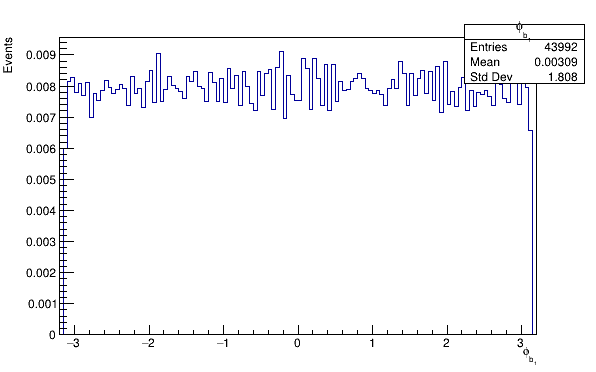 ϕ_b₁
Entries 43992
Mean 0.00309
Std Dev 1.808
Events
0.009
0.008
0.007
0.006
0.005
0.004
0.003
0.002
0.001
0
−3 −2 −1 0 1 2 3
ϕ_b₁